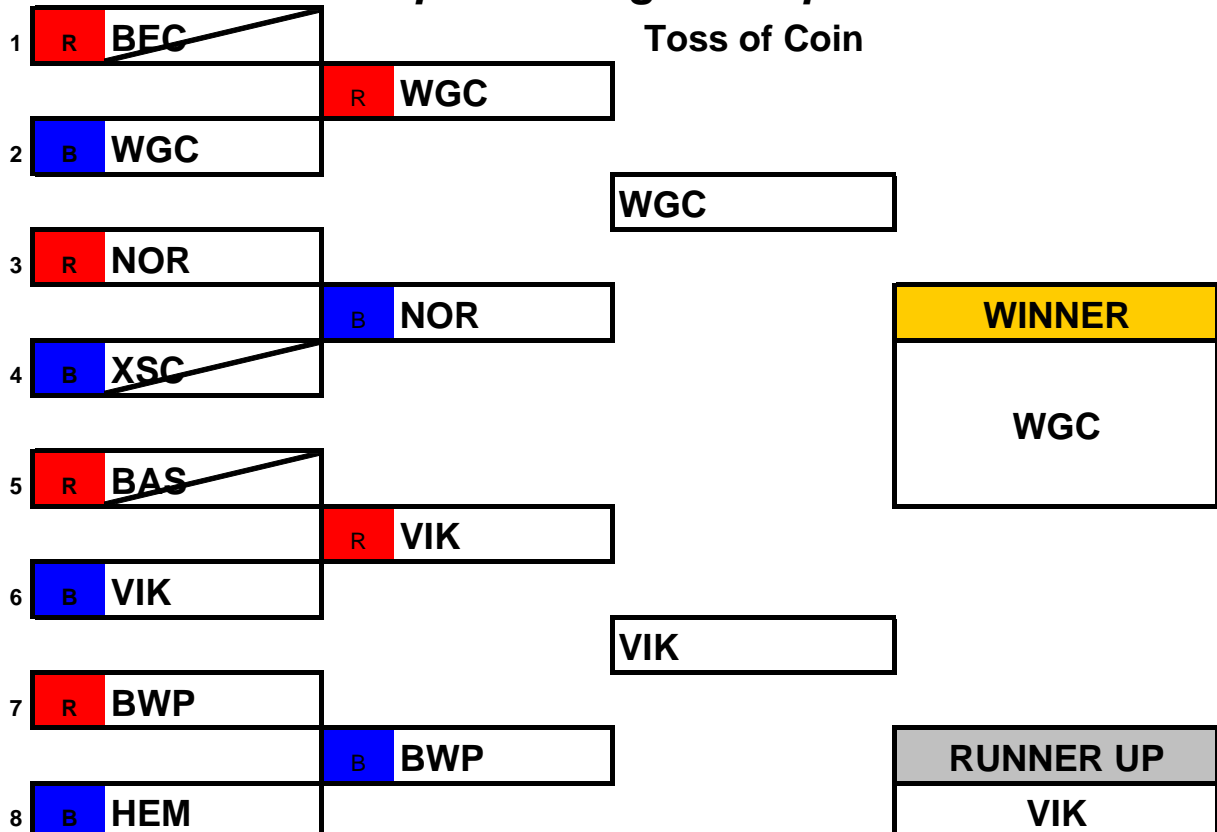 1 R BEC Toss of Coin
R WGC
2 B WGC
WGC
3 R NOR
B NOR WINNER
4 B XSC
WGC
5 R BAS
R VIK
6 B VIK
VIK
7 R BWP
B BWP RUNNER UP
8 B HEM VIK